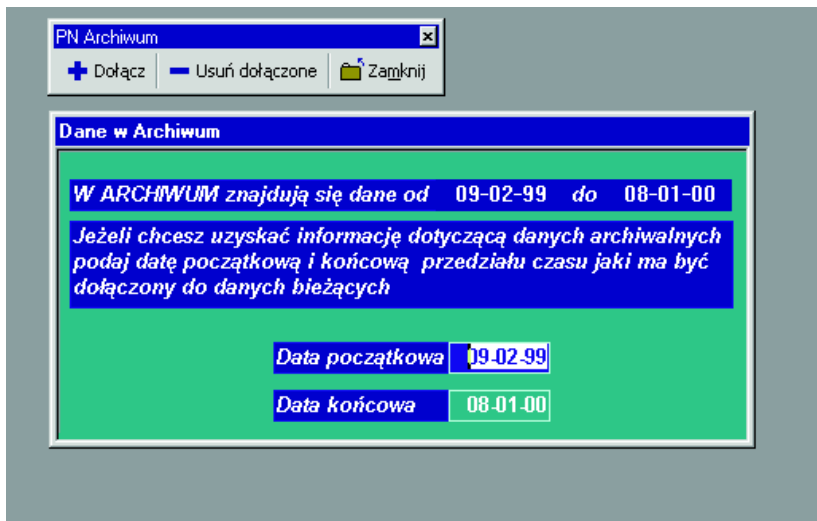 PN Archiwum
Dołącz Usuń dołączone Zamknij
Dane w Archiwum
W ARCHIWUM znajdują się dane od 09-02-99 do 08-01-00
Jeżeli chcesz uzyskać informację dotyczącą danych archiwalnych
podaj datę początkową i końcową przedziału czasu jaki ma być
dołączony do danych bieżących
Data początkowa 09-02-99
Data końcowa 08-01-00